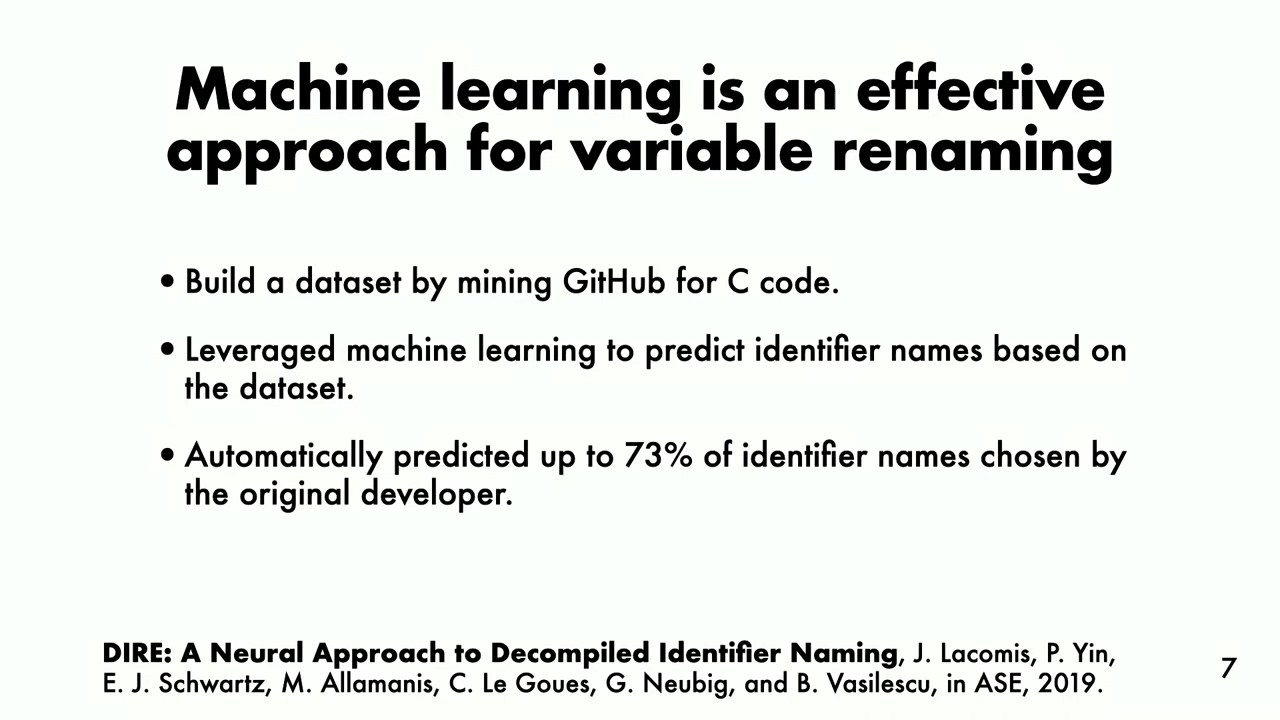 Machine learning is an effective
approach for variable renaming
• Build a dataset by mining GitHub for C code.
• Leveraged machine learning to predict identifier names based on
the dataset.
• Automatically predicted up to 73% of identifier names chosen by
the original developer.
DIRE: A Neural Approach to Decompiled Identifier Naming, J. Lacomis, P. Yin,
E. J. Schwartz, M. Allamanis, C. Le Goues, G. Neubig, and B. Vasilescu, in ASE, 2019.
7